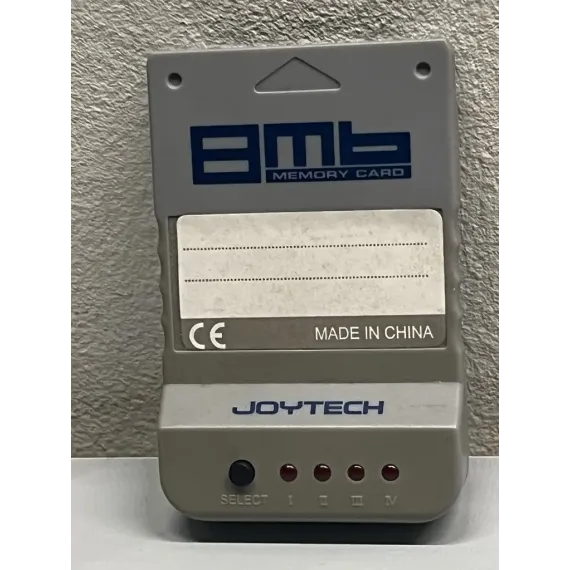 8mb
MEMORY CARD
CE
MADE IN CHINA
JOYTECH
SELECT I II III IV